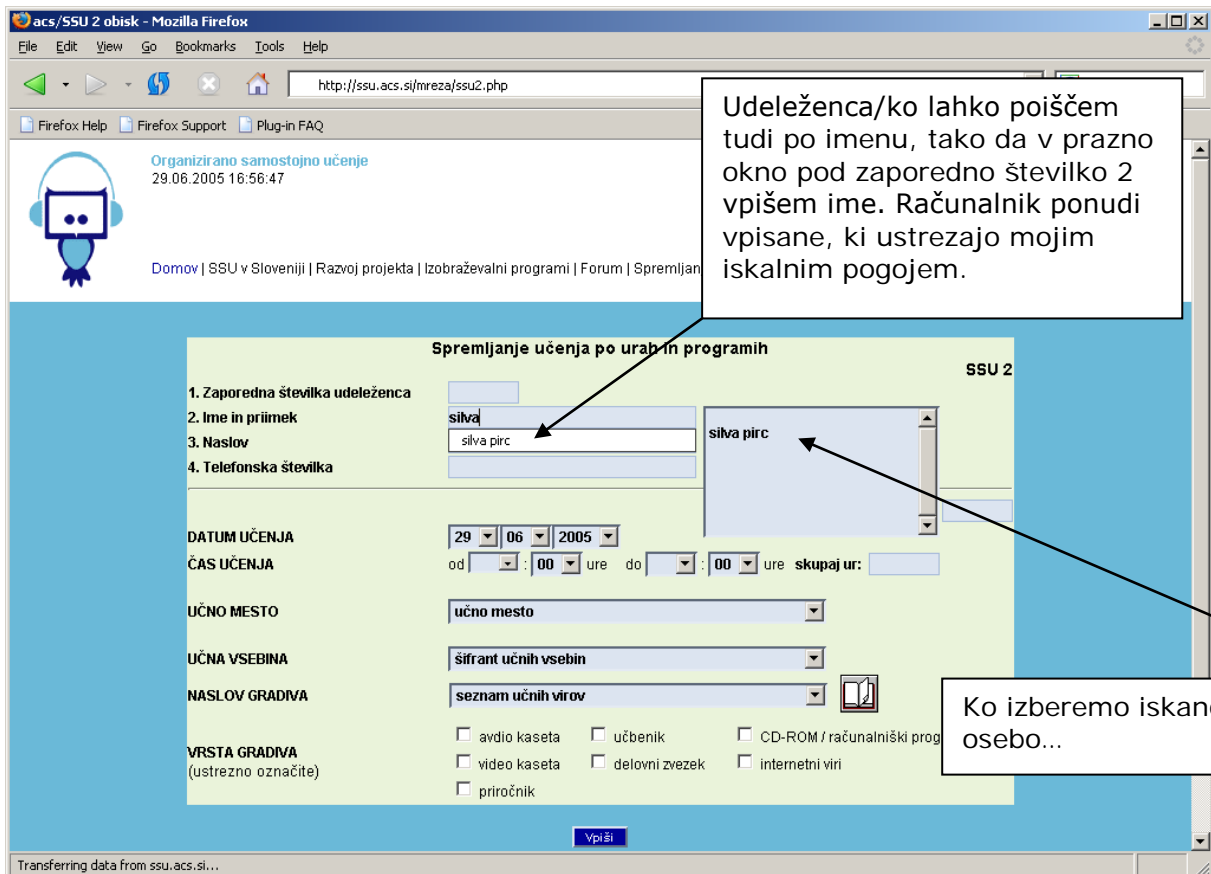 acs/SSU 2 obisk - Mozilla Firefox
File Edit View Go Bookmarks Tools Help
http://ssu.acs.si/mreza/ssu2.php
Firefox Help Firefox Support Plug-in FAQ
Udeleženca/ko lahko poiščem
tudi po imenu, tako da v prazno
okno pod zaporedno številko 2
vpišem ime. Računalnik ponudi
vpisane, ki ustrezajo mojim
iskalnim pogojem.
Organizirano samostojno učenje
29.06.2005 16:56:47
Domov | SSU v Sloveniji | Razvoj projekta | Izobraževalni programi | Forum | Spremljan
Spremljanje učenja po urah in programih
SSU 2
1. Zaporedna številka udeleženca
2. Ime in priimek silva
3. Naslov silva pirc
silva pirc
4. Telefonska številka
DATUM UČENJA 29 06 2005
ČAS UČENJA od : 00 ure do : 00 ure skupaj ur:
UČNO MESTO učno mesto
UČNA VSEBINA šifrant učnih vsebin
NASLOV GRADIVA seznam učnih virov
Ko izberemo iskano
osebo...
VRSTA GRADIVA
(ustrezno označite)
avdio kaseta učbenik CD-ROM / računalniški prog
video kaseta delovni zvezek internetni viri
priročnik
Vpiši
Transferring data from ssu.acs.si...